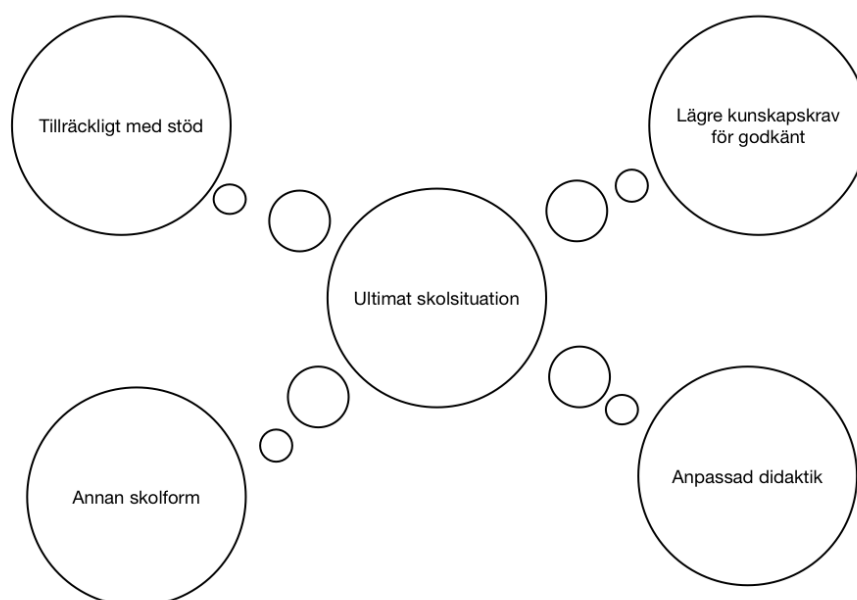 Tillräckligt med stöd
Lägre kunskapskrav
för godkänt
Ultimat skolsituation
Annan skolform
Anpassad didaktik